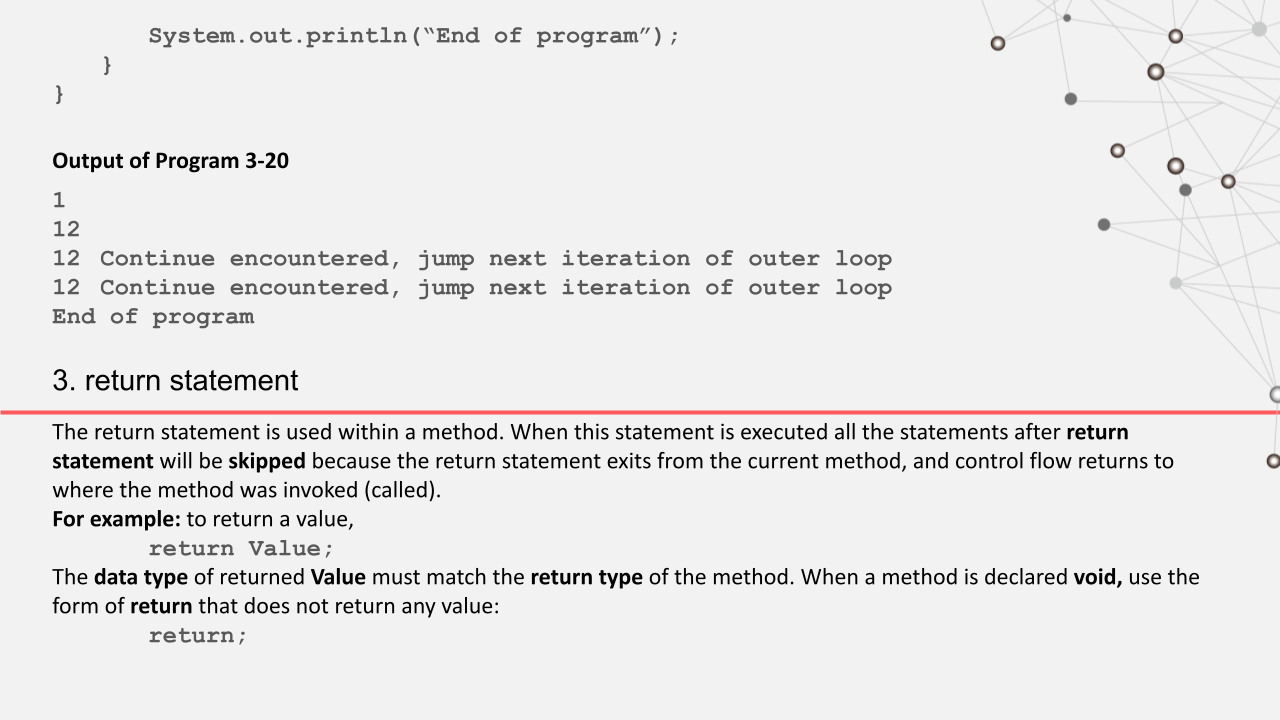 System.out.println(“End of program”);
}
}
Output of Program 3-20
1
12
12 Continue encountered, jump next iteration of outer loop
12 Continue encountered, jump next iteration of outer loop
End of program
3. return statement
The return statement is used within a method. When this statement is executed all the statements after return
statement will be skipped because the return statement exits from the current method, and control flow returns to
where the method was invoked (called).
For example: to return a value,
return Value;
The data type of returned Value must match the return type of the method. When a method is declared void, use the
form of return that does not return any value:
return;